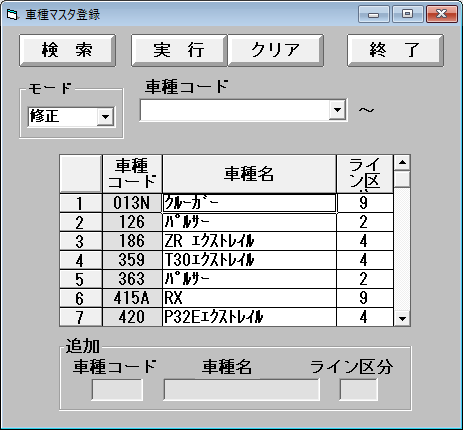 車種マスタ登録
検 索 実 行 クリア 終 了
モード 車種コード
修正 ～
車種コード 車種名 ライン区
1 013N ｸﾙｰｶﾞｰ 9
2 126 ﾊﾟﾙｻｰ 2
3 186 ZR ｴｸｽﾄﾚｲﾙ 4
4 359 T30ｴｸｽﾄﾚｲﾙ 4
5 363 ﾊﾟﾙｻｰ 2
6 415A RX 9
7 420 P32Eｴｸｽﾄﾚｲﾙ 4
追加
車種コード 車種名 ライン区分